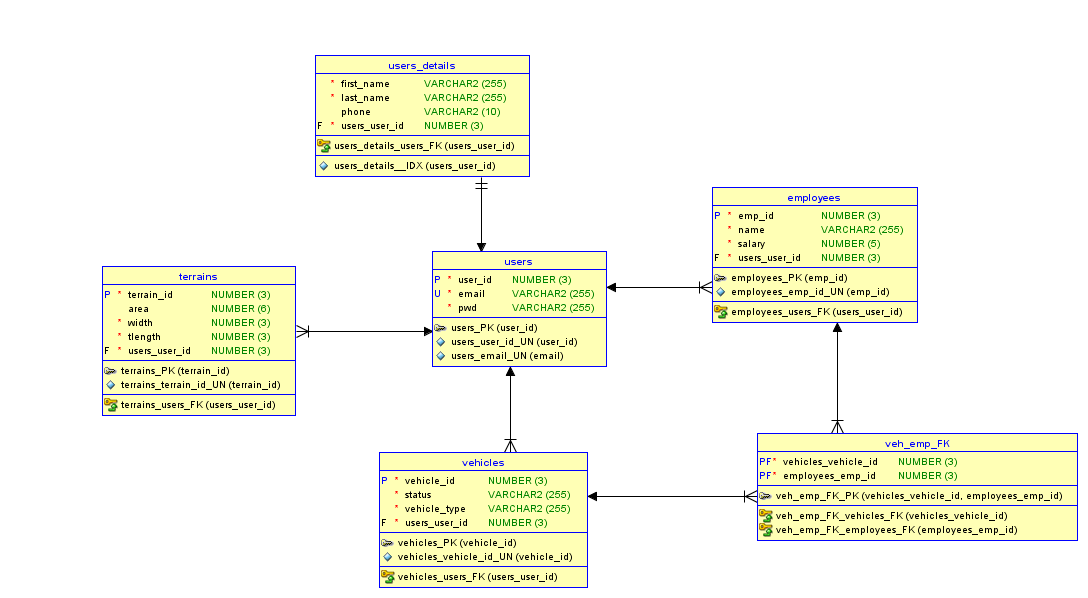 users_details
* first_name VARCHAR2 (255)
* last_name VARCHAR2 (255)
phone VARCHAR2 (10)
F * users_user_id NUMBER (3)
users_details_users_FK (users_user_id)
users_details__IDX (users_user_id)
employees
P * emp_id NUMBER (3)
* name VARCHAR2 (255)
* salary NUMBER (5)
F * users_user_id NUMBER (3)
employees_PK (emp_id)
employees_emp_id_UN (emp_id)
employees_users_FK (users_user_id)
users
P * user_id NUMBER (3)
U * email VARCHAR2 (255)
* pwd VARCHAR2 (255)
users_PK (user_id)
users_user_id_UN (user_id)
users_email_UN (email)
terrains
P * terrain_id NUMBER (3)
area NUMBER (6)
* width NUMBER (3)
* tlength NUMBER (3)
F * users_user_id NUMBER (3)
terrains_PK (terrain_id)
terrains_terrain_id_UN (terrain_id)
terrains_users_FK (users_user_id)
vehicles
P * vehicle_id NUMBER (3)
* status VARCHAR2 (255)
* vehicle_type VARCHAR2 (255)
F * users_user_id NUMBER (3)
vehicles_PK (vehicle_id)
vehicles_vehicle_id_UN (vehicle_id)
vehicles_users_FK (users_user_id)
veh_emp_FK
PF* vehicles_vehicle_id NUMBER (3)
PF* employees_emp_id NUMBER (3)
veh_emp_FK_PK (vehicles_vehicle_id, employees_emp_id)
veh_emp_FK_vehicles_FK (vehicles_vehicle_id)
veh_emp_FK_employees_FK (employees_emp_id)